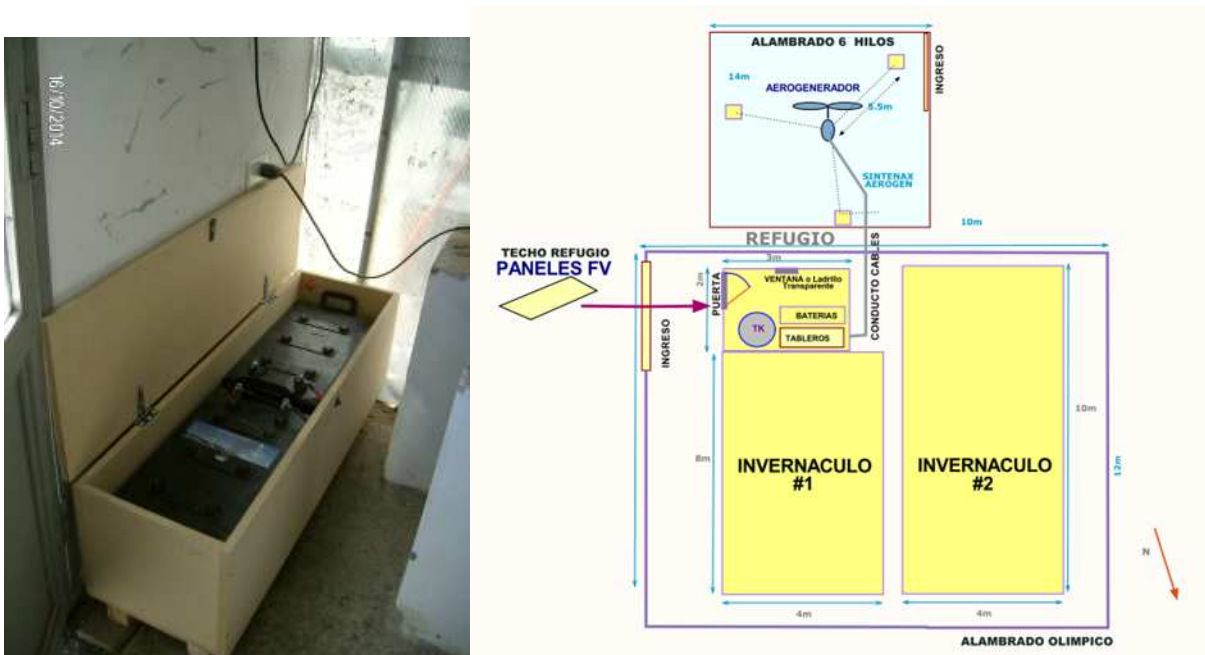 16/10/2014
ALAMBRADO 6 HILOS
INGRESO
14m
AEROGENERADOR
5.5m
SINTENAX
AEROGEN
10m
REFUGIO
TECHO REFUGIO
PANELES FV
3m
2m
PUERTA
VENTANA o Ladrillo
Transparente
BATERIAS
TK
TABLEROS
CONDUCTO CABLES
INGRESO
8m
INVERNACULO
#1
INVERNACULO
#2
10m
12m
N
4m
4m
ALAMBRADO OLIMPICO